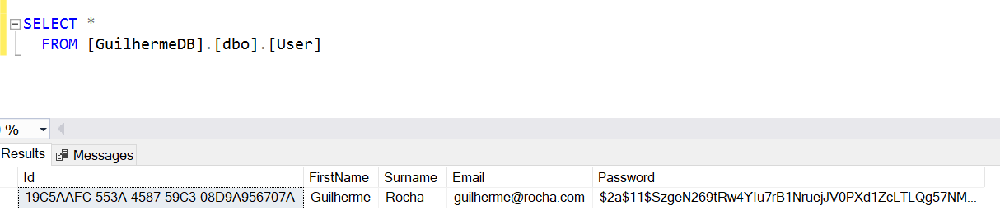 SELECT *
FROM [GuilhermeDB].[dbo].[User]
%
Results Messages
Id FirstName Surname Email Password
19C5AAFC-553A-4587-59C3-08D9A956707A Guilherme Rocha guilherme@rocha.com $2a$11$SzgeN269tRw4YIu7rB1NruejJV0PXd1ZcLTLQg57NM...